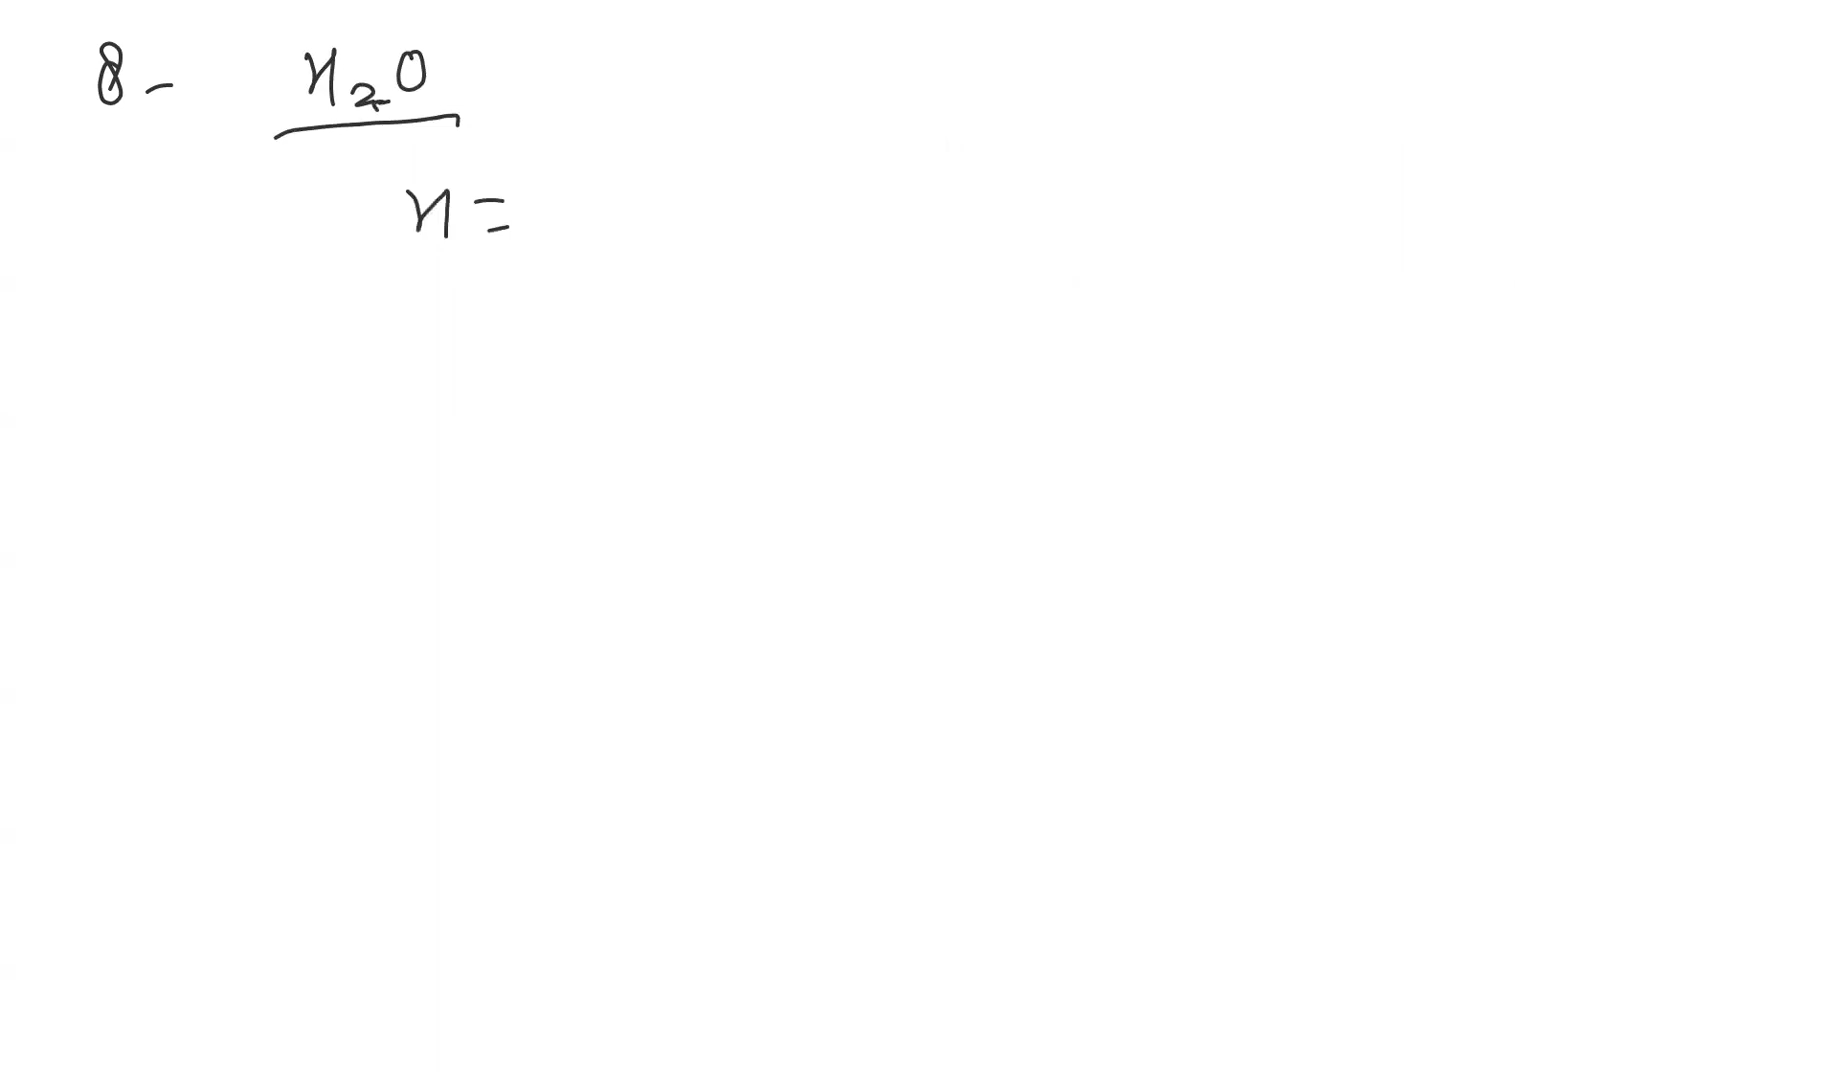 8- H₂O
H =